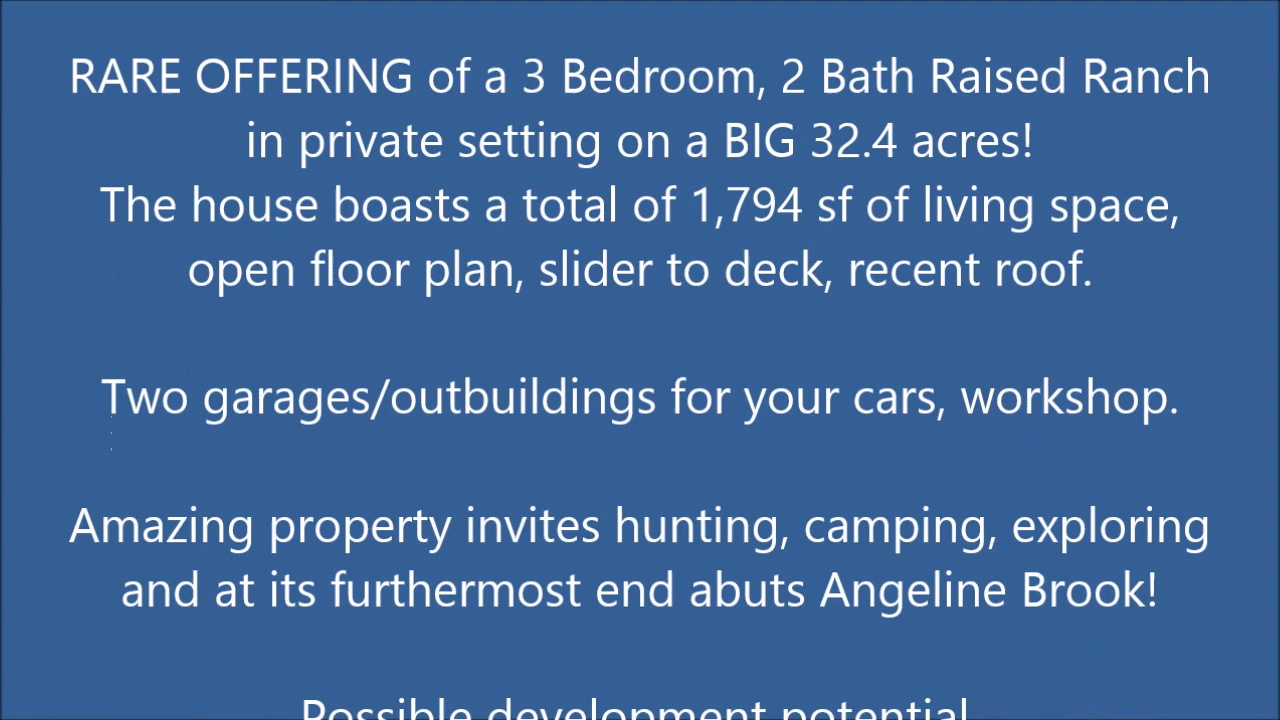 RARE OFFERING of a 3 Bedroom, 2 Bath Raised Ranch
in private setting on a BIG 32.4 acres!
The house boasts a total of 1,794 sf of living space,
open floor plan, slider to deck, recent roof.
Two garages/outbuildings for your cars, workshop.
Amazing property invites hunting, camping, exploring
and at its furthermost end abuts Angeline Brook!
Possible development potential